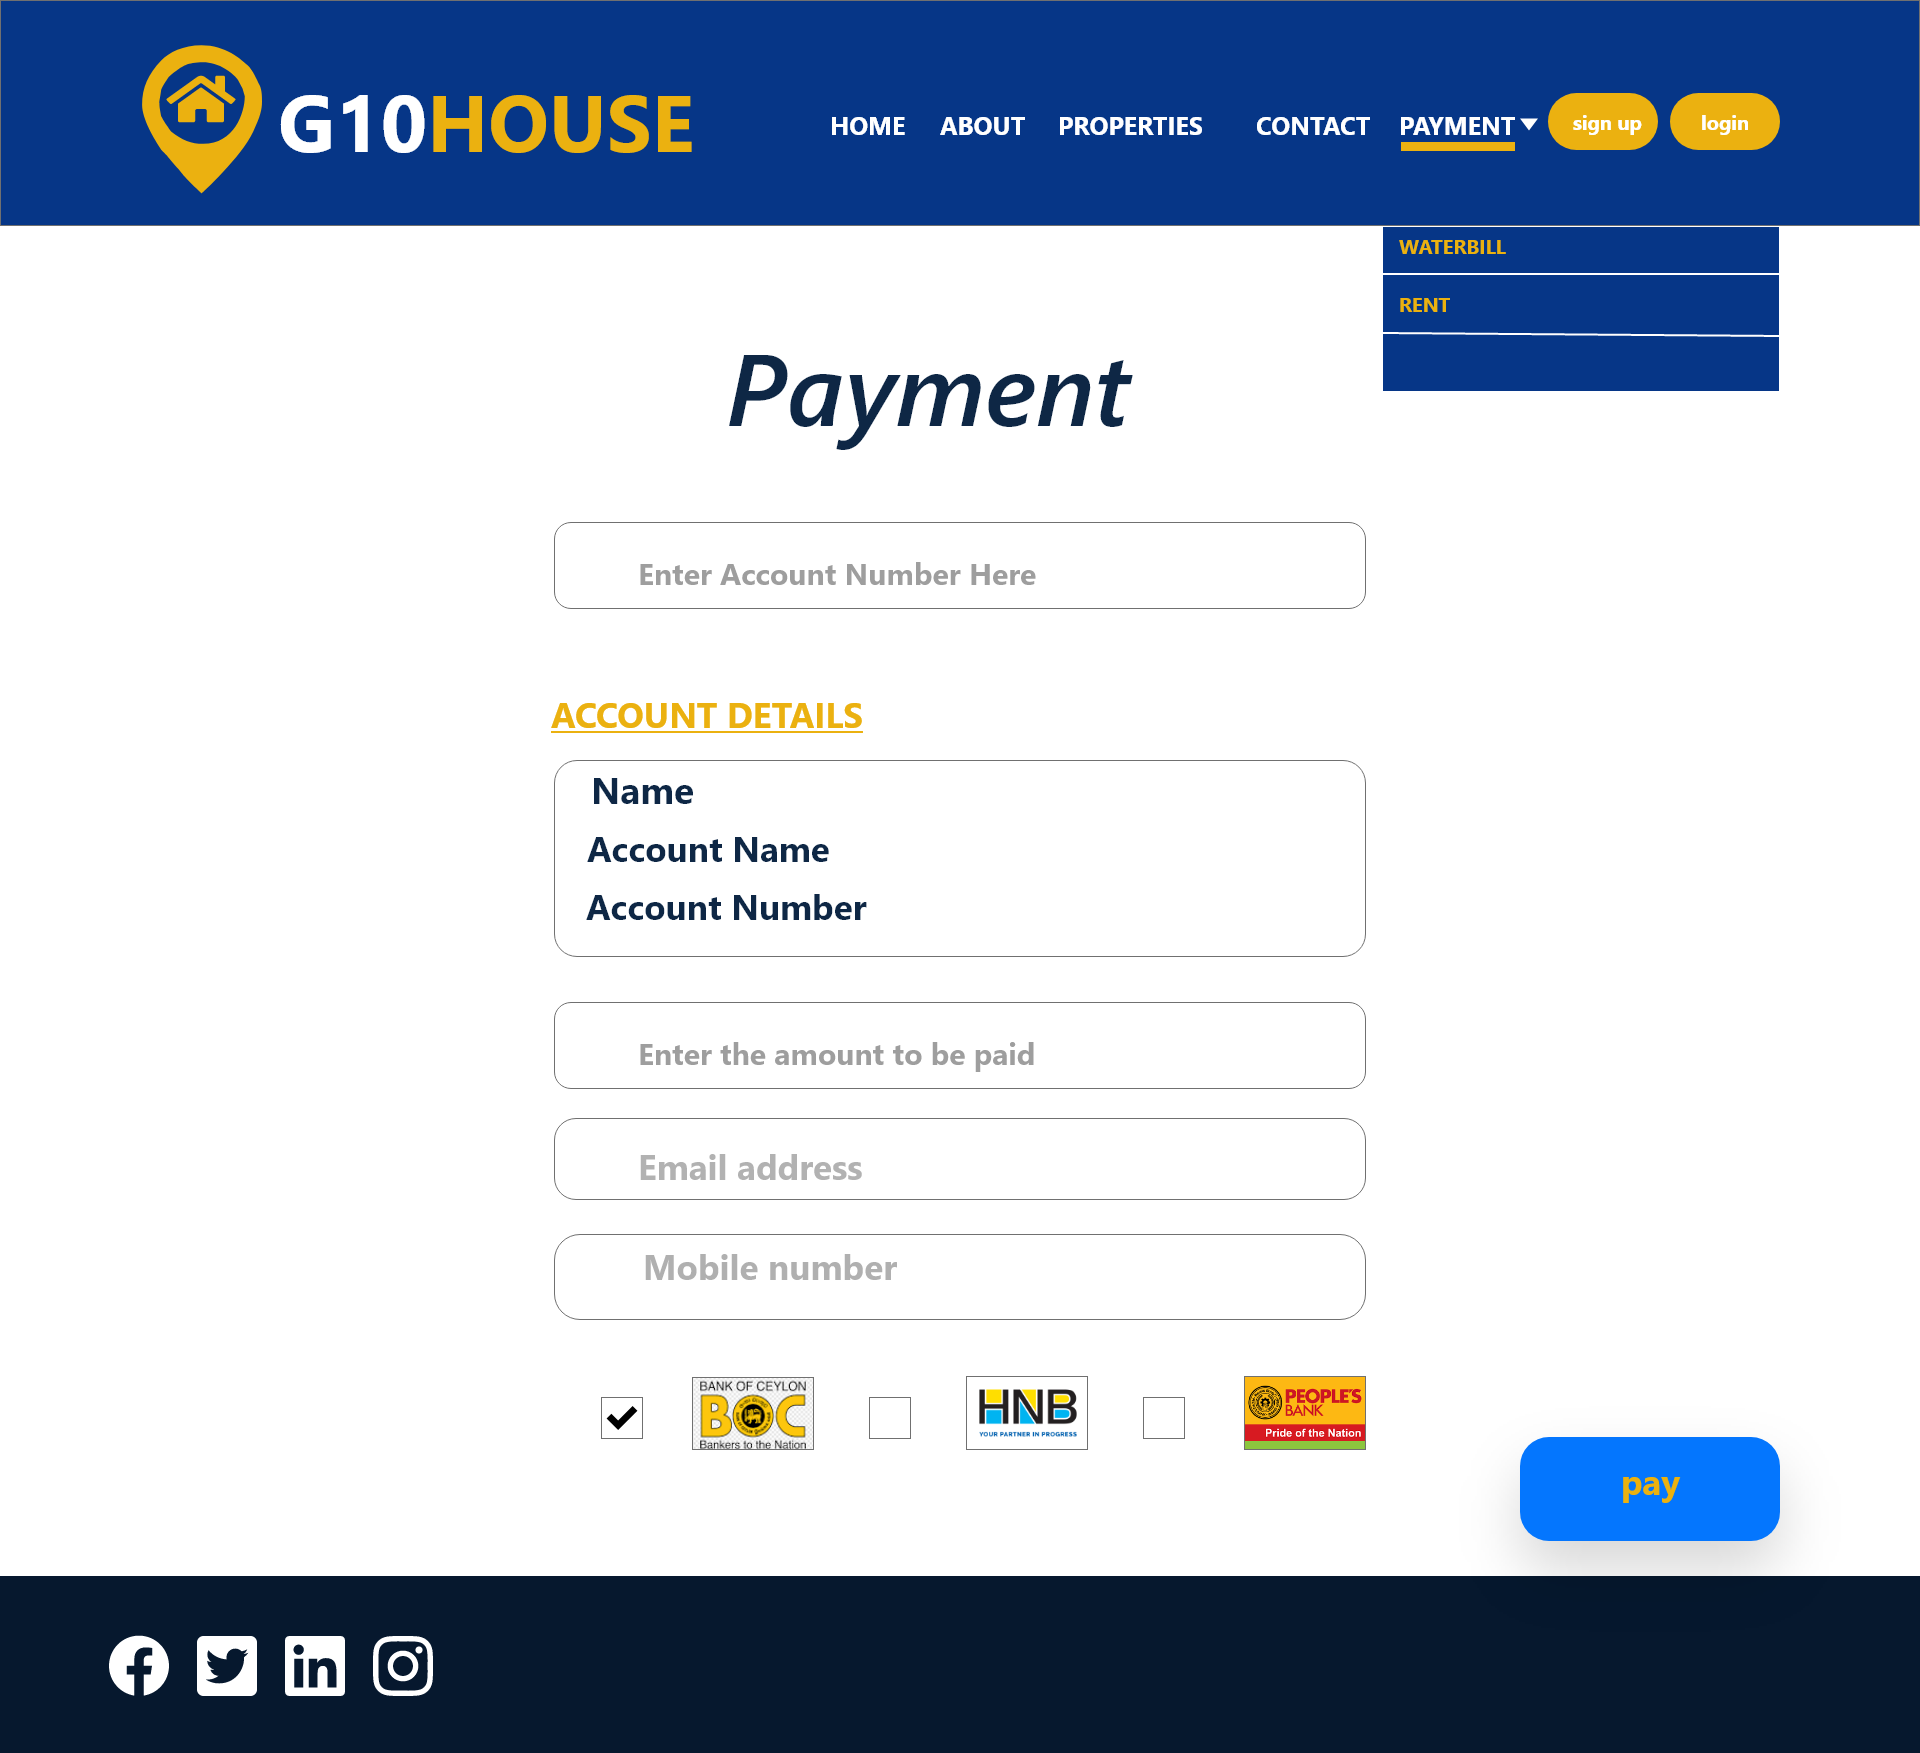 G10HOUSE
HOME ABOUT PROPERTIES CONTACT PAYMENT sign up login
WATERBILL
RENT
Payment
Enter Account Number Here
ACCOUNT DETAILS
Name
Account Name
Account Number
Enter the amount to be paid
Email address
Mobile number
BANK OF CEYLON
BOC
Bankers to the Nation
HNB
YOUR PARTNER IN PROGRESS
PEOPLE'S
BANK
Pride of the Nation
pay